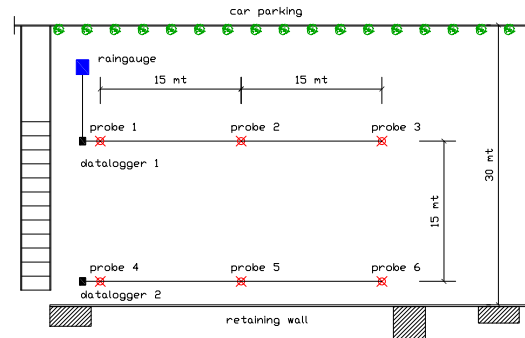 car parking
raingauge
15 mt
15 mt
probe 1
probe 2
probe 3
datalogger 1
30 mt
15 mt
probe 4
probe 5
probe 6
datalogger 2
retaining wall